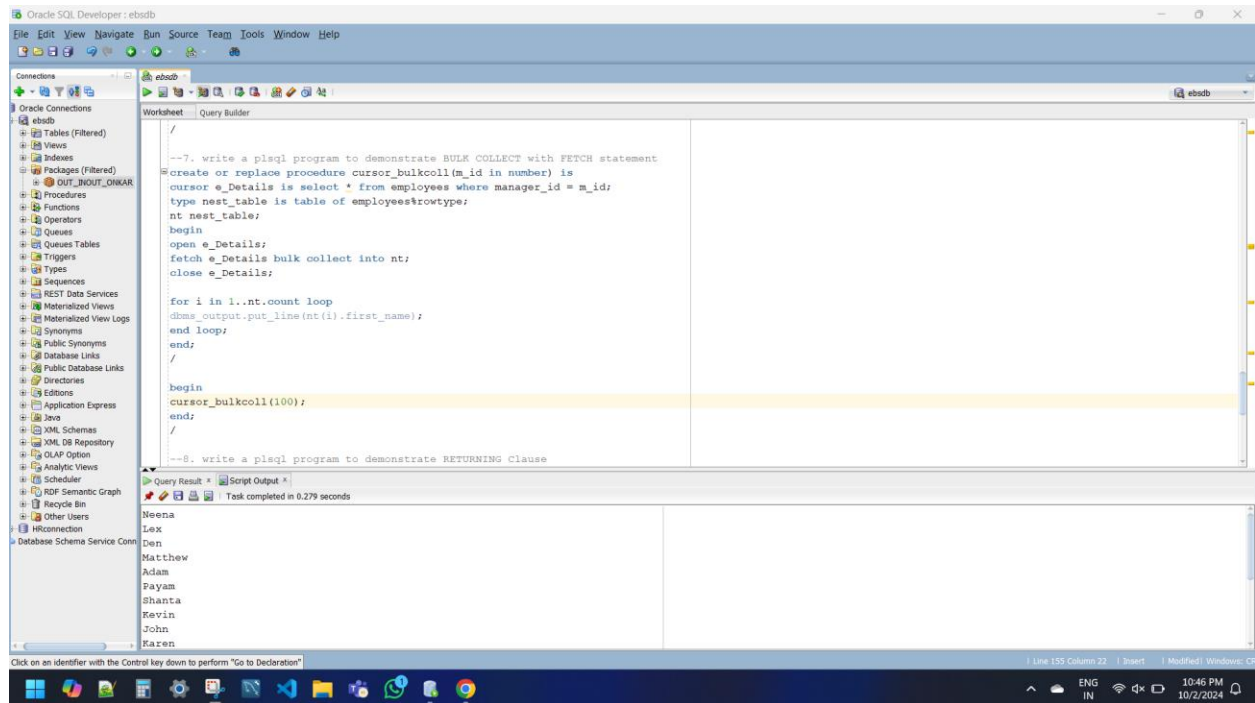 Oracle SQL Developer : ebsdb
File Edit View Navigate Run Source Team Tools Window Help
Connections
Oracle Connections
ebsdb
Tables (Filtered)
Views
Indexes
Packages (Filtered)
OUT_INOUT_ONKAR
Procedures
Functions
Operators
Queues
Queues Tables
Triggers
Types
Sequences
REST Data Services
Materialized Views
Materialized View Logs
Synonyms
Public Synonyms
Database Links
Public Database Links
Directories
Editions
Application Express
Java
XML Schemas
XML DB Repository
OLAP Option
Analytic Views
Scheduler
RDF Semantic Graph
Recycle Bin
Other Users
HRconnection
Database Schema Service Conn
ebsdb
ebsdb
Worksheet Query Builder
/
--7. write a plsql program to demonstrate BULK COLLECT with FETCH statement
create or replace procedure cursor_bulkcoll(m_id in number) is
cursor e_Details is select * from employees where manager_id = m_id;
type nest_table is table of employees%rowtype;
nt nest_table;
begin
open e_Details;
fetch e_Details bulk collect into nt;
close e_Details;
for i in 1..nt.count loop
dbms_output.put_line(nt(i).first_name);
end loop;
end;
/
begin
cursor_bulkcoll(100);
end;
/
--8. write a plsql program to demonstrate RETURNING Clause
Query Result × Script Output ×
Task completed in 0.279 seconds
Neena
Lex
Den
Matthew
Adam
Payam
Shanta
Kevin
John
Karen
Click on an identifier with the Control key down to perform "Go to Declaration"
Line 155 Column 22 Insert Modified Windows: CR
ENG
IN
10:46 PM
10/2/2024